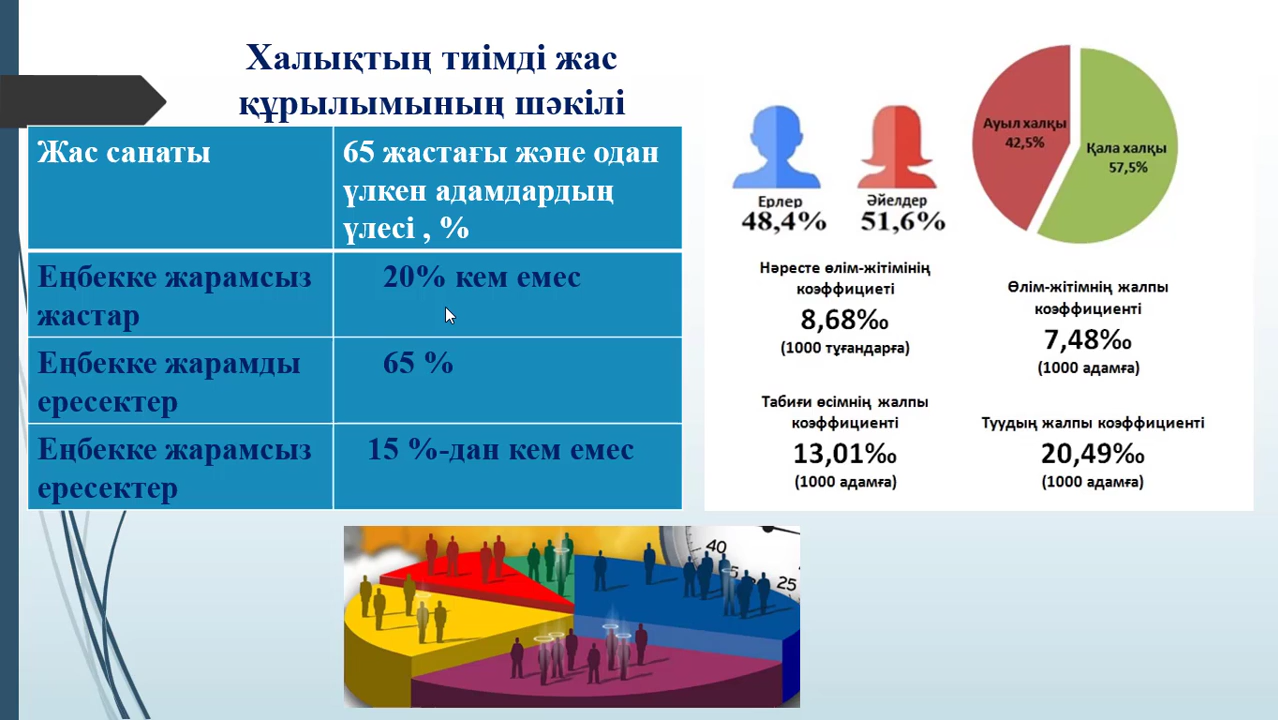 Халықтың тиімді жас
құрылымының шәкілі
Жас санаты
65 жастағы және одан
үлкен адамдардың
үлесі , %
Еңбекке жарамсыз
жастар
20% кем емес
Еңбекке жарамды
ересектер
65 %
Еңбекке жарамсыз
ересектер
15 %-дан кем емес
Ерлер
48,4%
Әйелдер
51,6%
Ауыл халқы
42,5%
Қала халқы
57,5%
Нәресте өлім-жітімінің
коэффициеті
8,68‰
(1000 тұғандарға)
Өлім-жітімнің жалпы
коэффициенті
7,48‰
(1000 адамға)
Табиғи өсімнің жалпы
коэффициенті
13,01‰
(1000 адамға)
Туудың жалпы коэффициенті
20,49‰
(1000 адамға)
40
25